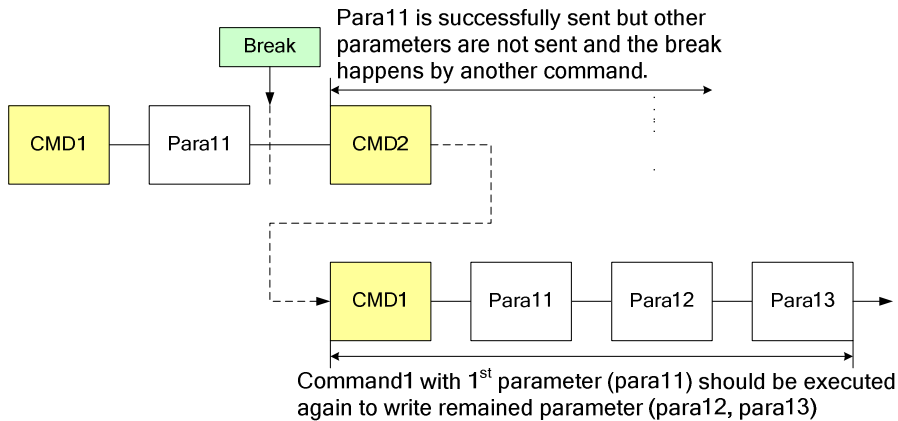 Para11 is successfully sent but other
parameters are not sent and the break
happens by another command.
Break
CMD1
Para11
CMD2
CMD1
Para11
Para12
Para13
Command1 with 1st parameter (para11) should be executed
again to write remained parameter (para12, para13)